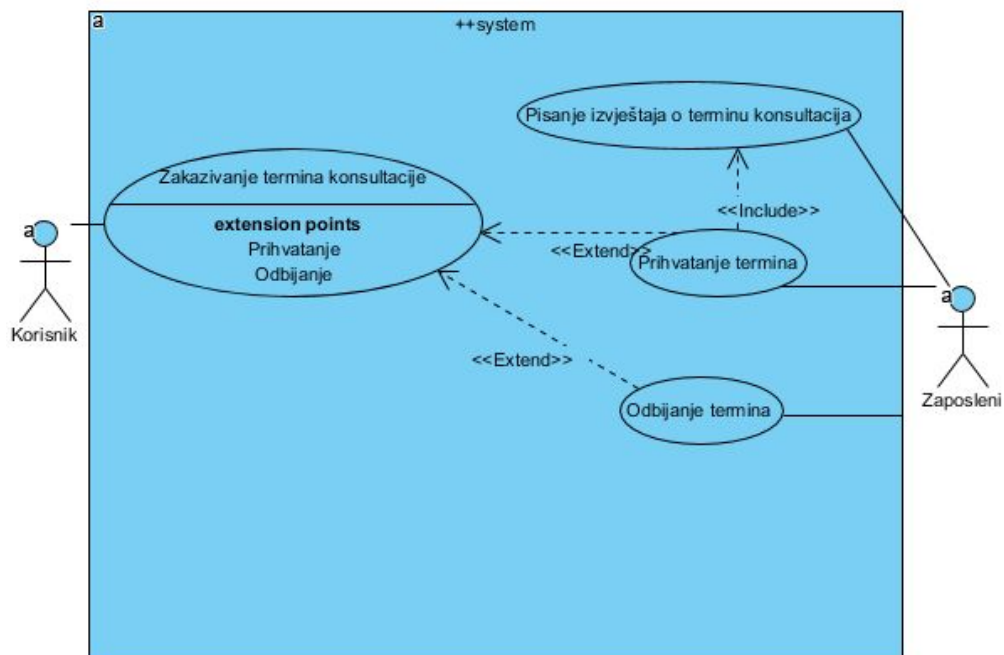 a
++system
Pisanje izvještaja o terminu konsultacija
Zakazivanje termina konsultacije
extension points
Prihvatanje
Odbijanje
<<Include>>
<<Extend>>
Prihvatanje termina
a
Korisnik
a
Zaposleni
<<Extend>>
Odbijanje termina